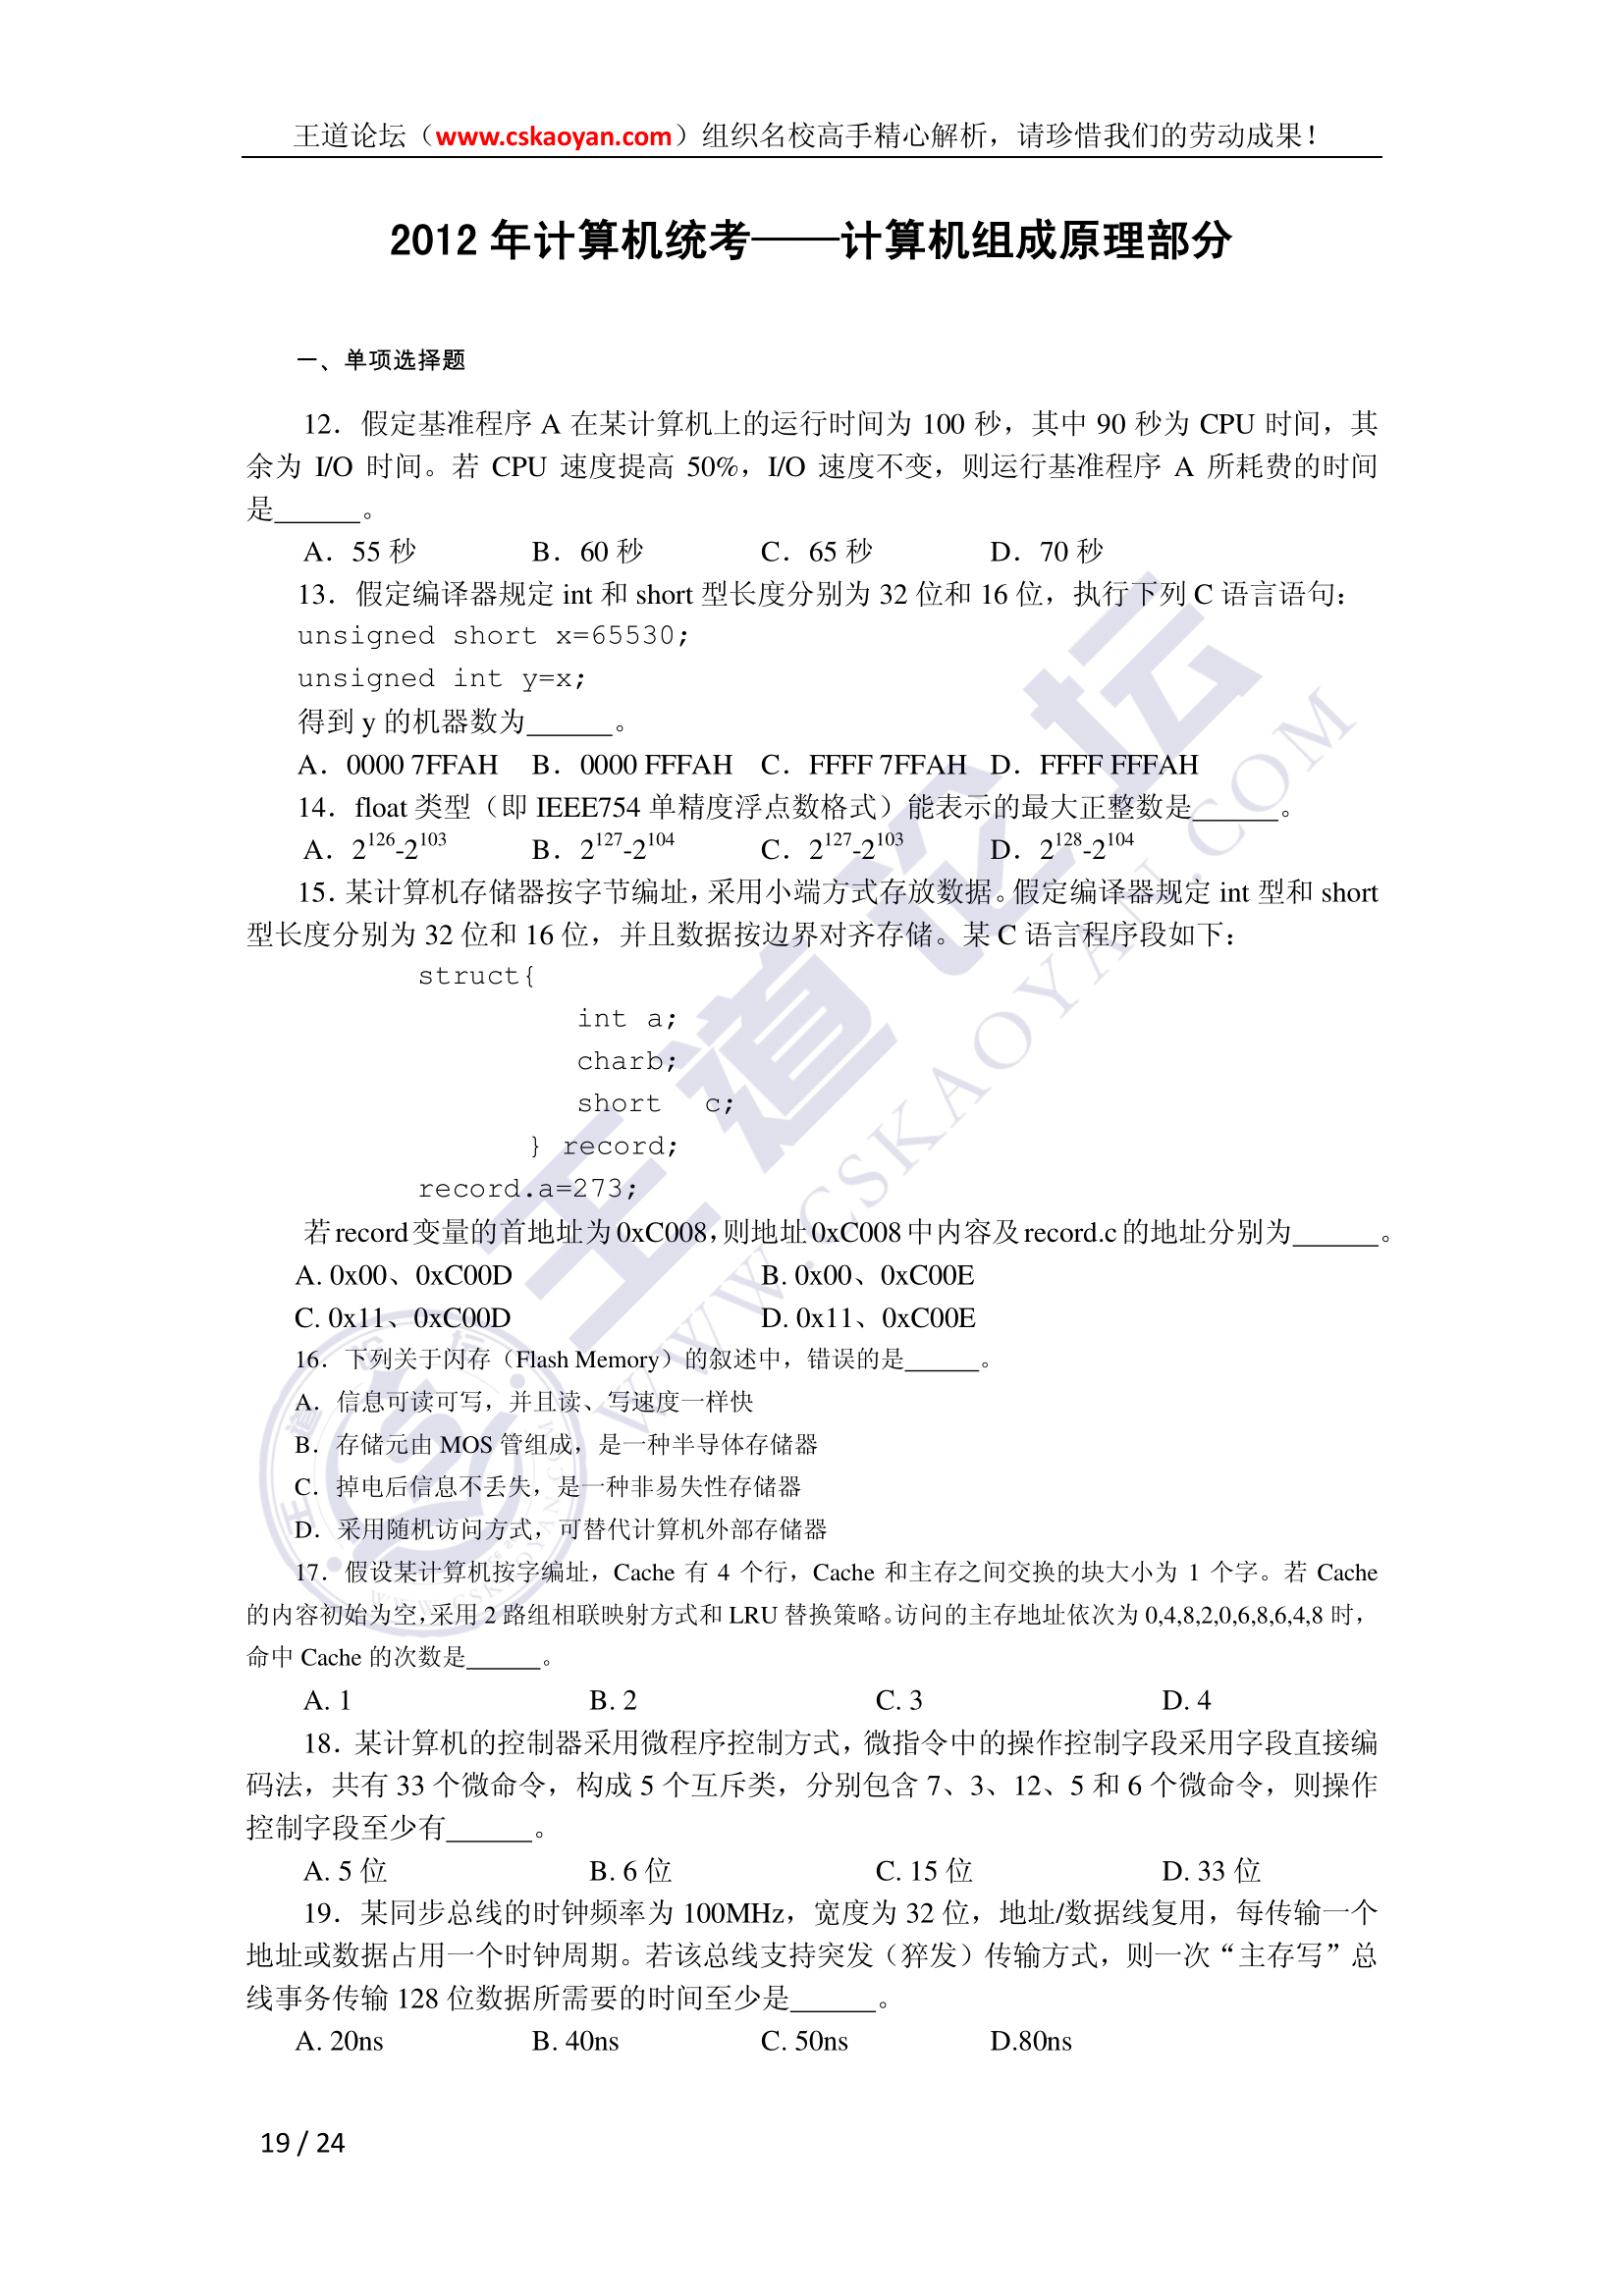 王道论坛（www.cskaoyan.com）组织名校高手精心解析，请珍惜我们的劳动成果！
2012 年计算机统考——计算机组成原理部分
一、单项选择题
12．假定基准程序 A 在某计算机上的运行时间为 100 秒，其中 90 秒为 CPU 时间，其
余为 I/O 时间。若 CPU 速度提高 50%，I/O 速度不变，则运行基准程序 A 所耗费的时间
是______。
A．55 秒 B．60 秒 C．65 秒 D．70 秒
13．假定编译器规定 int 和 short 型长度分别为 32 位和 16 位，执行下列 C 语言语句：
unsigned short x=65530;
unsigned int y=x;
得到 y 的机器数为______。
A．0000 7FFAH B．0000 FFFAH C．FFFF 7FFAH D．FFFF FFFAH
14．float 类型（即 IEEE754 单精度浮点数格式）能表示的最大正整数是______。
A．2^126-2^103 B．2^127-2^104 C．2^127-2^103 D．2^128-2^104
15．某计算机存储器按字节编址，采用小端方式存放数据。假定编译器规定 int 型和 short
型长度分别为 32 位和 16 位，并且数据按边界对齐存储。某 C 语言程序段如下：
struct{
int a;
charb;
short c;
} record;
record.a=273;
若 record 变量的首地址为 0xC008，则地址 0xC008 中内容及 record.c 的地址分别为______。
A. 0x00、0xC00D B. 0x00、0xC00E
C. 0x11、0xC00D D. 0x11、0xC00E
16．下列关于闪存（Flash Memory）的叙述中，错误的是______。
A．信息可读可写，并且读、写速度一样快
B．存储元由 MOS 管组成，是一种半导体存储器
C．掉电后信息不丢失，是一种非易失性存储器
D．采用随机访问方式，可替代计算机外部存储器
17．假设某计算机按字编址，Cache 有 4 个行，Cache 和主存之间交换的块大小为 1 个字。若 Cache
的内容初始为空，采用 2 路组相联映射方式和 LRU 替换策略。访问的主存地址依次为 0,4,8,2,0,6,8,6,4,8 时，
命中 Cache 的次数是______。
A. 1 B. 2 C. 3 D. 4
18．某计算机的控制器采用微程序控制方式，微指令中的操作控制字段采用字段直接编
码法，共有 33 个微命令，构成 5 个互斥类，分别包含 7、3、12、5 和 6 个微命令，则操作
控制字段至少有______。
A. 5 位 B. 6 位 C. 15 位 D. 33 位
19．某同步总线的时钟频率为 100MHz，宽度为 32 位，地址/数据线复用，每传输一个
地址或数据占用一个时钟周期。若该总线支持突发（猝发）传输方式，则一次“主存写”总
线事务传输 128 位数据所需要的时间至少是______。
A. 20ns B. 40ns C. 50ns D.80ns
19 / 24
王道论坛
WWW.CSKAOYAN.COM